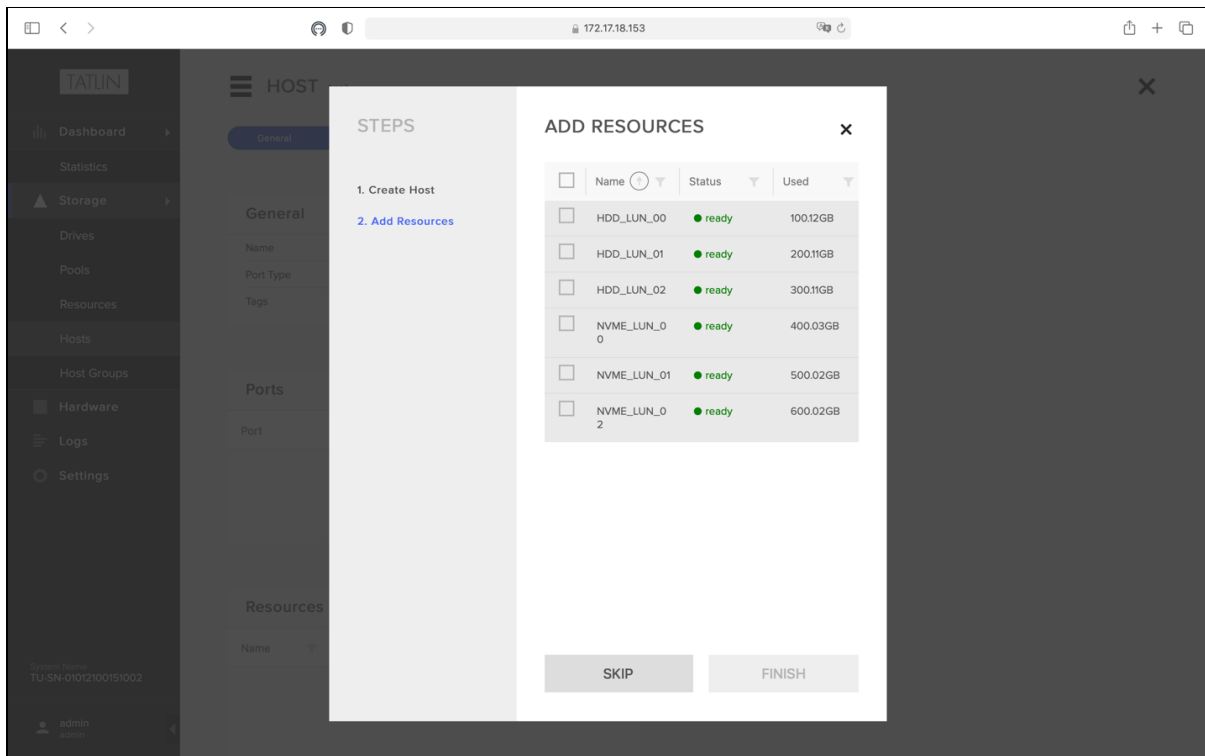 172.17.18.153
TATLIN
Dashboard
Statistics
Storage
Drives
Pools
Resources
Hosts
Host Groups
Hardware
Logs
Settings
System Name
TU-SN-01012100151002
admin
admin
HOST
General
General
Name
Port Type
Tags
Ports
Port
Resources
Name
STEPS
1. Create Host
2. Add Resources
ADD RESOURCES
Name Status Used
HDD_LUN_00 ready 100.12GB
HDD_LUN_01 ready 200.11GB
HDD_LUN_02 ready 300.11GB
NVME_LUN_0 ready 400.03GB
0
NVME_LUN_01 ready 500.02GB
NVME_LUN_0 ready 600.02GB
2
SKIP FINISH